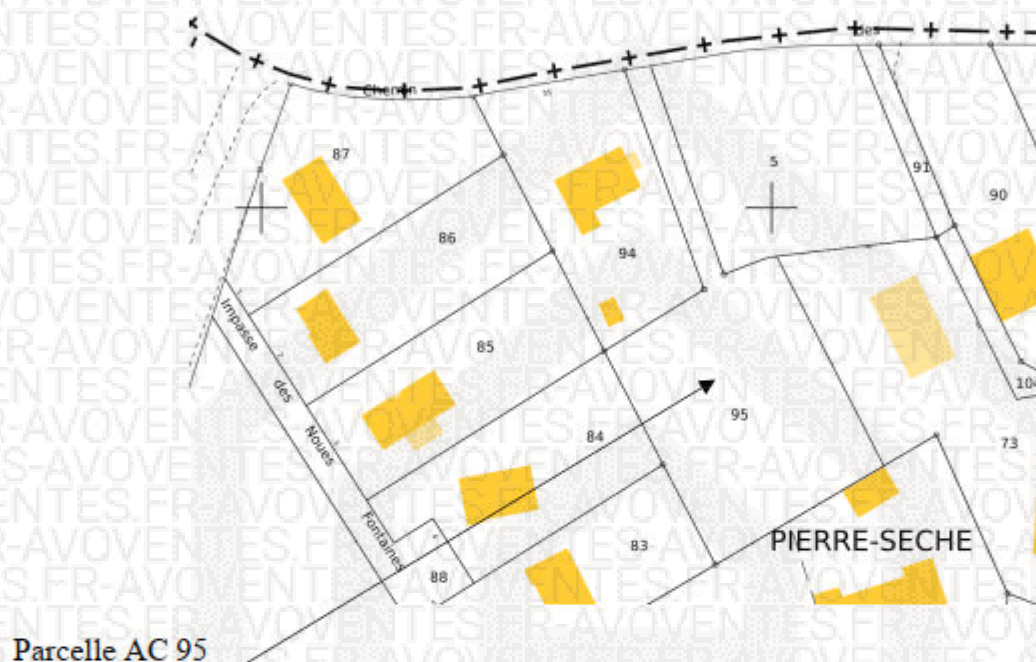 Chemin
des
87
5
91
90
86
94
Impasse
des
Noues
Fontaines
85
104
84
95
73
83
88
PIERRE-SECHE
Parcelle AC 95